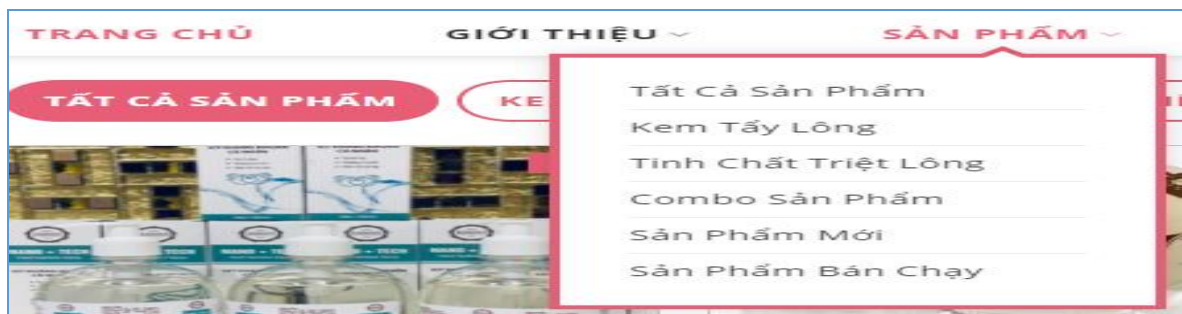 TRANG CHỦ
GIỚI THIỆU
SẢN PHẨM
TẤT CẢ SẢN PHẨM
KE
Tất Cả Sản Phẩm
Kem Tẩy Lông
Tinh Chất Triệt Lông
Combo Sản Phẩm
Sản Phẩm Mới
Sản Phẩm Bán Chạy